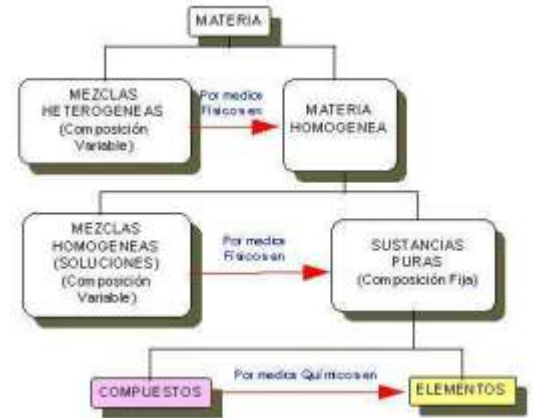 MATERIA
MEZCLAS
HETEROGENEAS
(Composición
Variable)
Por medios
Físicos en
MATERIA
HOMOGENEA
MEZCLAS
HOMOGENEAS
(SOLUCIONES)
(Composición
Variable)
Por medios
Físicos en
SUSTANCIAS
PURAS
(Composición Fija)
COMPUESTOS
Por medios Químicos en
ELEMENTOS